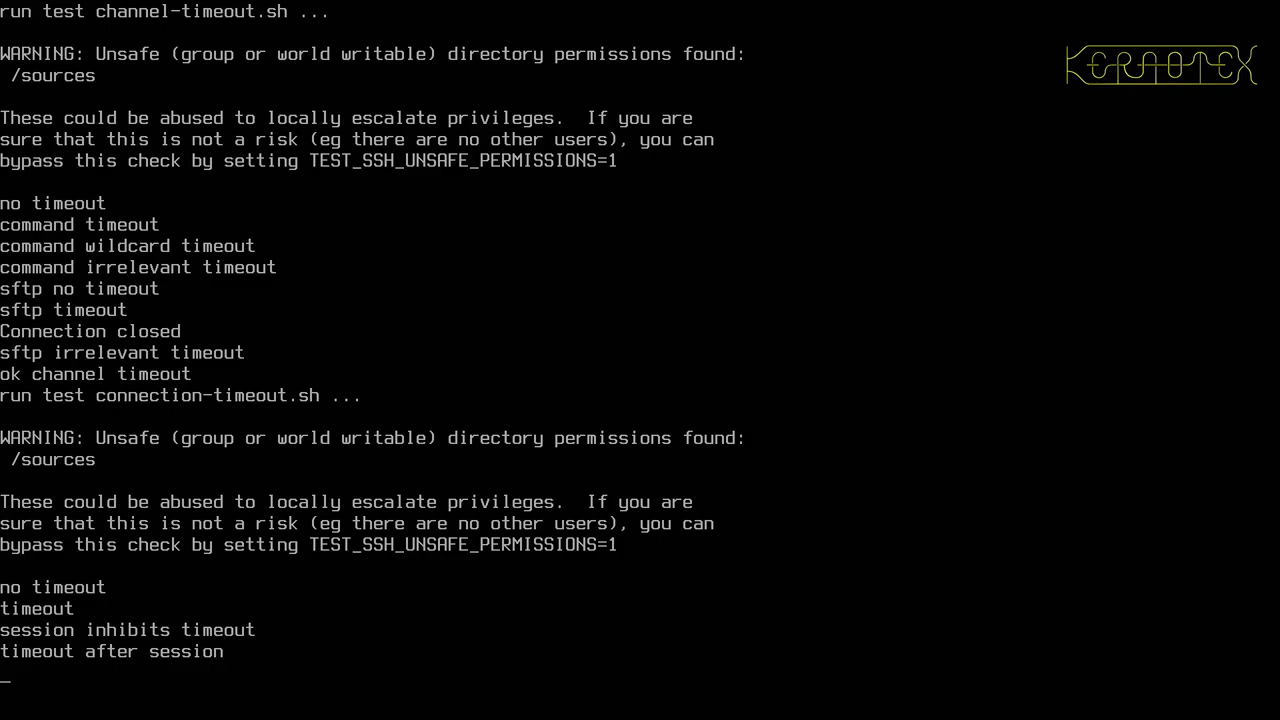 run test channel-timeout.sh ...
KERNOTEX
WARNING: Unsafe (group or world writable) directory permissions found:
/sources
These could be abused to locally escalate privileges.  If you are
sure that this is not a risk (eg there are no other users), you can
bypass this check by setting TEST_SSH_UNSAFE_PERMISSIONS=1
no timeout
command timeout
command wildcard timeout
command irrelevant timeout
sftp no timeout
sftp timeout
Connection closed
sftp irrelevant timeout
ok channel timeout
run test connection-timeout.sh ...
WARNING: Unsafe (group or world writable) directory permissions found:
/sources
These could be abused to locally escalate privileges.  If you are
sure that this is not a risk (eg there are no other users), you can
bypass this check by setting TEST_SSH_UNSAFE_PERMISSIONS=1
no timeout
timeout
session inhibits timeout
timeout after session
_